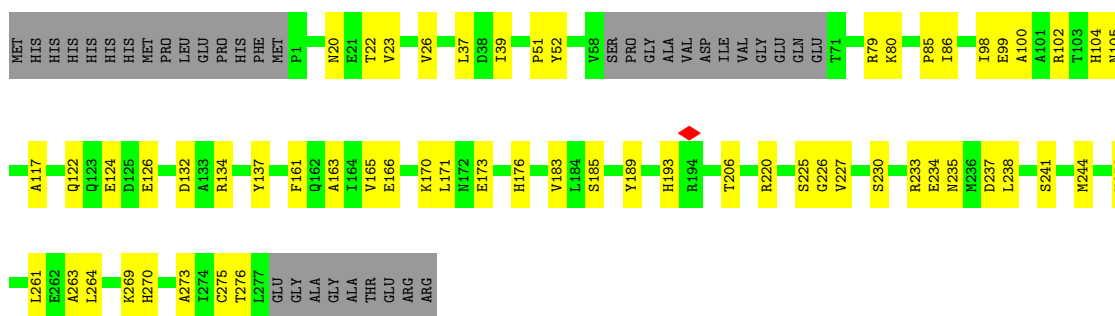 MET HIS HIS HIS HIS HIS HIS MET PRO LEU GLU PRO HIS PHE MET P1 N20 E21 T22 V23 V26 L37 D38 I39 P51 Y52 V58 SER PRO GLY ALA VAL ASP ILE VAL GLY GLU GLN GLU T71 R79 K80 P85 I86 I98 E99 A100 A101 R102 T103 H104 N105
A117 Q122 Q123 E124 D125 E126 D132 A133 R134 Y137 F161 Q162 A163 I164 V165 E166 K170 L171 N172 E173 H176 V183 L184 S185 Y189 H193 R194 T206 R220 S225 G226 V227 S230 R233 E234 N235 M236 D237 L238 S241 M244
L261 E262 A263 L264 K269 H270 A273 I274 C275 T276 L277 GLU GLY ALA GLY ALA THR GLU ARG ARG